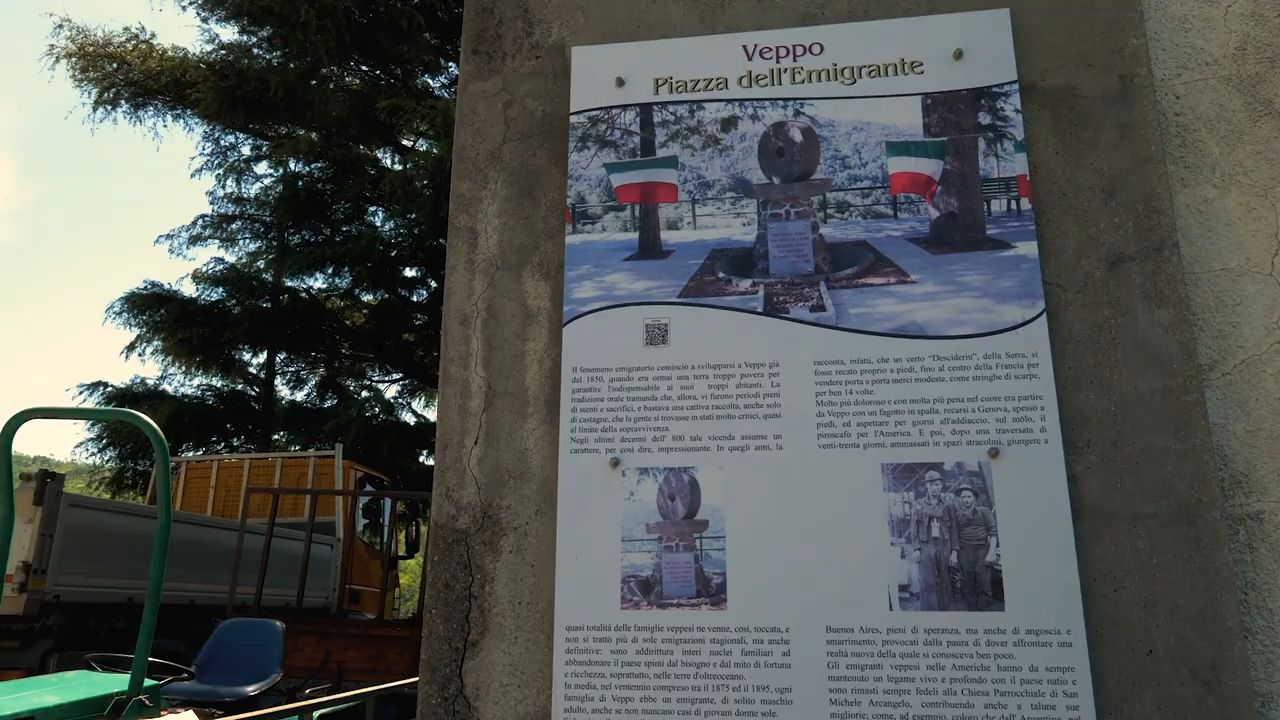 Veppo
Piazza dell'Emigrante
Il fenomeno emigratorio cominciò a svilupparsi a Veppo già
dal 1850, quando era ormai una terra troppo povera per
garantire l'indispensabile ai suoi troppi abitanti. La
tradizione orale tramanda che, allora, vi furono periodi pieni
di stenti e sacrifici, e bastava una cattiva raccolta, anche solo
di castagne, che la gente si trovasse in stati molto critici, quasi
al limite della sopravvivenza.
Negli ultimi decenni dell' 800 tale vicenda assunse un
carattere, per così dire, impressionante. In quegli anni, la
quasi totalità delle famiglie veppesi ne venne, così, toccata, e
non si trattò più di sole emigrazioni stagionali, ma anche
definitive: sono addirittura interi nuclei familiari ad
abbandonare il paese spinti dal bisogno e dal mito di fortuna
e ricchezza, soprattutto, nelle terre d'oltreoceano.
In media, nel ventennio compreso tra il 1875 ed il 1895, ogni
famiglia di Veppo ebbe un emigrante, di solito maschio
adulto, anche se non mancano casi di giovani donne sole.
racconta, infatti, che un certo "Descideriu", della Serra, si
fosse recato proprio a piedi, fino al centro della Francia per
vendere porta a porta merci modeste, come stringhe di scarpe,
per ben 14 volte.
Molto più doloroso e con molta più pena nel cuore era partire
da Veppo con un fagotto in spalla, recarsi a Genova, spesso a
piedi, ed aspettare per giorni all'addiaccio, sul môlo, il
piroscafo per l'America. E poi, dopo una traversata di
venti-trenta giorni, ammassati in spazi stracolmi, giungere a
Buenos Aires, pieni di speranza, ma anche di angoscia e
smarrimento, provocati dalla paura di dover affrontare una
realtà nuova della quale si conosceva ben poco.
Gli emigranti veppesi nelle Americhe hanno da sempre
mantenuto un legame vivo e profondo con il paese natio e
sono rimasti sempre fedeli alla Chiesa Parrocchiale di San
Michele Arcangelo, contribuendo anche a talune sue
migliorie; come, ad esempio, coloro che dall'